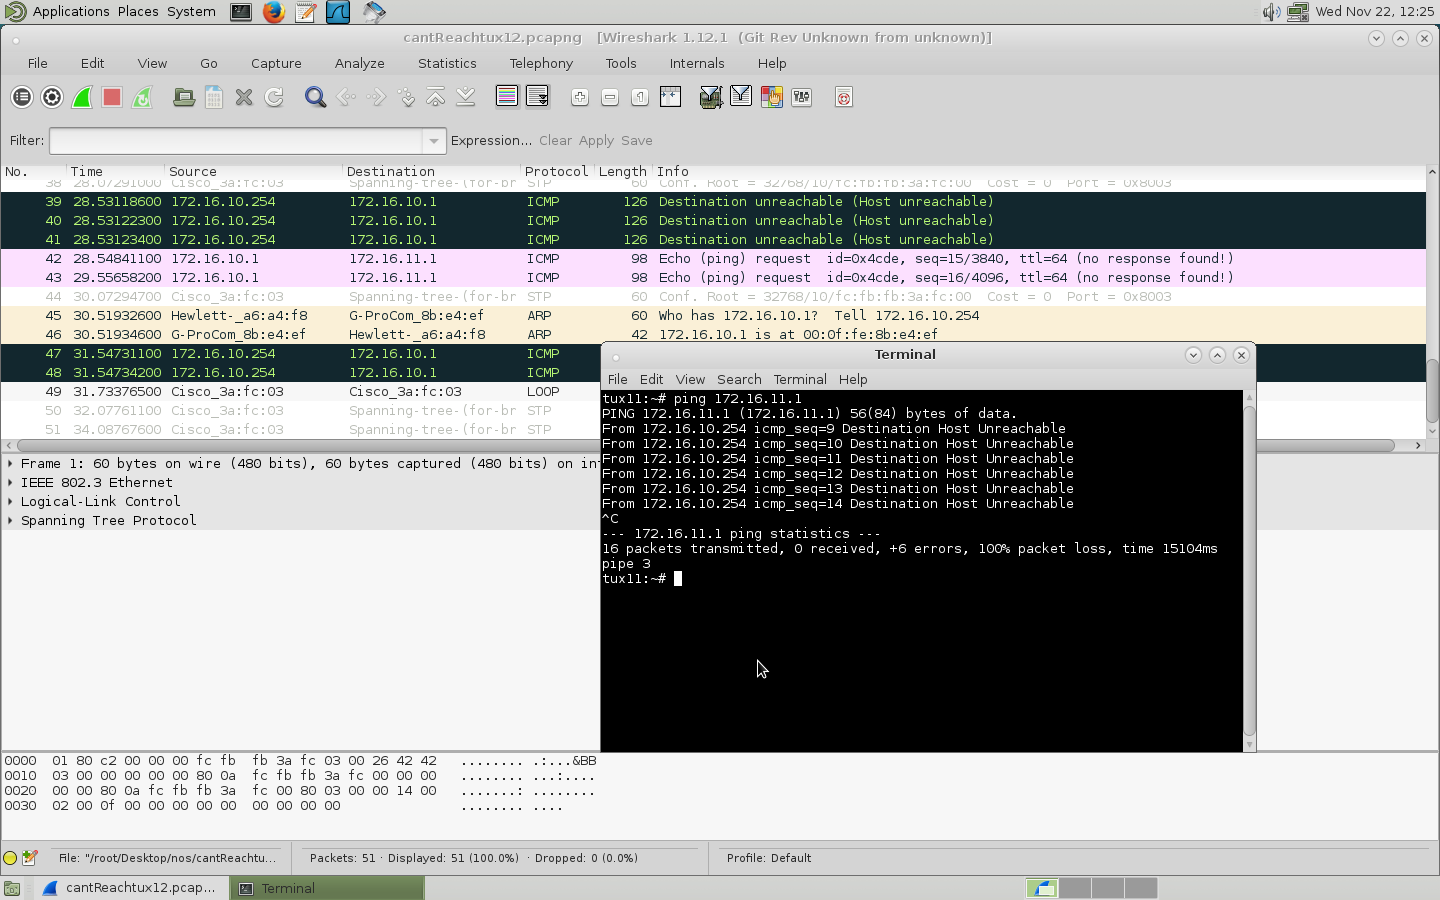 Applications Places System Wed Nov 22, 12:25
cantReachtux12.pcapng [Wireshark 1.12.1 (Git Rev Unknown from unknown)]
File Edit View Go Capture Analyze Statistics Telephony Tools Internals Help
Filter: Expression... Clear Apply Save
No. Time Source Destination Protocol Length Info
38 28.07291000 Cisco_3a:fc:03 Spanning-tree-(for-br STP 60 Conf. Root = 32768/10/fc:fb:fb:3a:fc:00 Cost = 0 Port = 0x8003
39 28.53118600 172.16.10.254 172.16.10.1 ICMP 126 Destination unreachable (Host unreachable)
40 28.53122300 172.16.10.254 172.16.10.1 ICMP 126 Destination unreachable (Host unreachable)
41 28.53123400 172.16.10.254 172.16.10.1 ICMP 126 Destination unreachable (Host unreachable)
42 28.54841100 172.16.10.1 172.16.11.1 ICMP 98 Echo (ping) request id=0x4cde, seq=15/3840, ttl=64 (no response found!)
43 29.55658200 172.16.10.1 172.16.11.1 ICMP 98 Echo (ping) request id=0x4cde, seq=16/4096, ttl=64 (no response found!)
44 30.07294700 Cisco_3a:fc:03 Spanning-tree-(for-br STP 60 Conf. Root = 32768/10/fc:fb:fb:3a:fc:00 Cost = 0 Port = 0x8003
45 30.51932600 Hewlett-_a6:a4:f8 G-ProCom_8b:e4:ef ARP 60 Who has 172.16.10.1? Tell 172.16.10.254
46 30.51934600 G-ProCom_8b:e4:ef Hewlett-_a6:a4:f8 ARP 42 172.16.10.1 is at 00:0f:fe:8b:e4:ef
47 31.54731100 172.16.10.254 172.16.10.1 ICMP
48 31.54734200 172.16.10.254 172.16.10.1 ICMP
49 31.73376500 Cisco_3a:fc:03 Cisco_3a:fc:03 LOOP
50 32.07761100 Cisco_3a:fc:03 Spanning-tree-(for-br STP
51 34.08767600 Cisco_3a:fc:03 Spanning-tree-(for-br STP
Frame 1: 60 bytes on wire (480 bits), 60 bytes captured (480 bits) on int
IEEE 802.3 Ethernet
Logical-Link Control
Spanning Tree Protocol
Terminal
File Edit View Search Terminal Help
tux11:~# ping 172.16.11.1
PING 172.16.11.1 (172.16.11.1) 56(84) bytes of data.
From 172.16.10.254 icmp_seq=9 Destination Host Unreachable
From 172.16.10.254 icmp_seq=10 Destination Host Unreachable
From 172.16.10.254 icmp_seq=11 Destination Host Unreachable
From 172.16.10.254 icmp_seq=12 Destination Host Unreachable
From 172.16.10.254 icmp_seq=13 Destination Host Unreachable
From 172.16.10.254 icmp_seq=14 Destination Host Unreachable
^C
--- 172.16.11.1 ping statistics ---
16 packets transmitted, 0 received, +6 errors, 100% packet loss, time 15104ms
pipe 3
tux11:~#
0000 01 80 c2 00 00 00 fc fb fb 3a fc 03 00 26 42 42 ........ .:...&BB
0010 03 00 00 00 00 00 80 0a fc fb fb 3a fc 00 00 00 ........ ...:....
0020 00 00 80 0a fc fb fb 3a fc 00 80 03 00 00 14 00 .......: ........
0030 02 00 0f 00 00 00 00 00 00 00 00 00 ........ ....
File: "/root/Desktop/nos/cantReachtu... Packets: 51 · Displayed: 51 (100.0%) · Dropped: 0 (0.0%) Profile: Default
cantReachtux12.pcap... Terminal